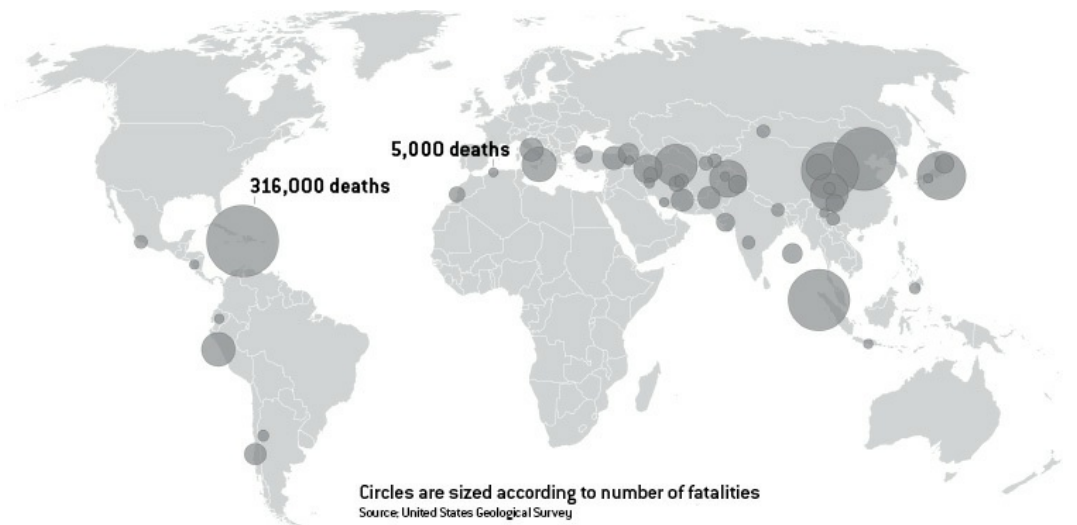 5,000 deaths
316,000 deaths
Circles are sized according to number of fatalities
Source: United States Geological Survey